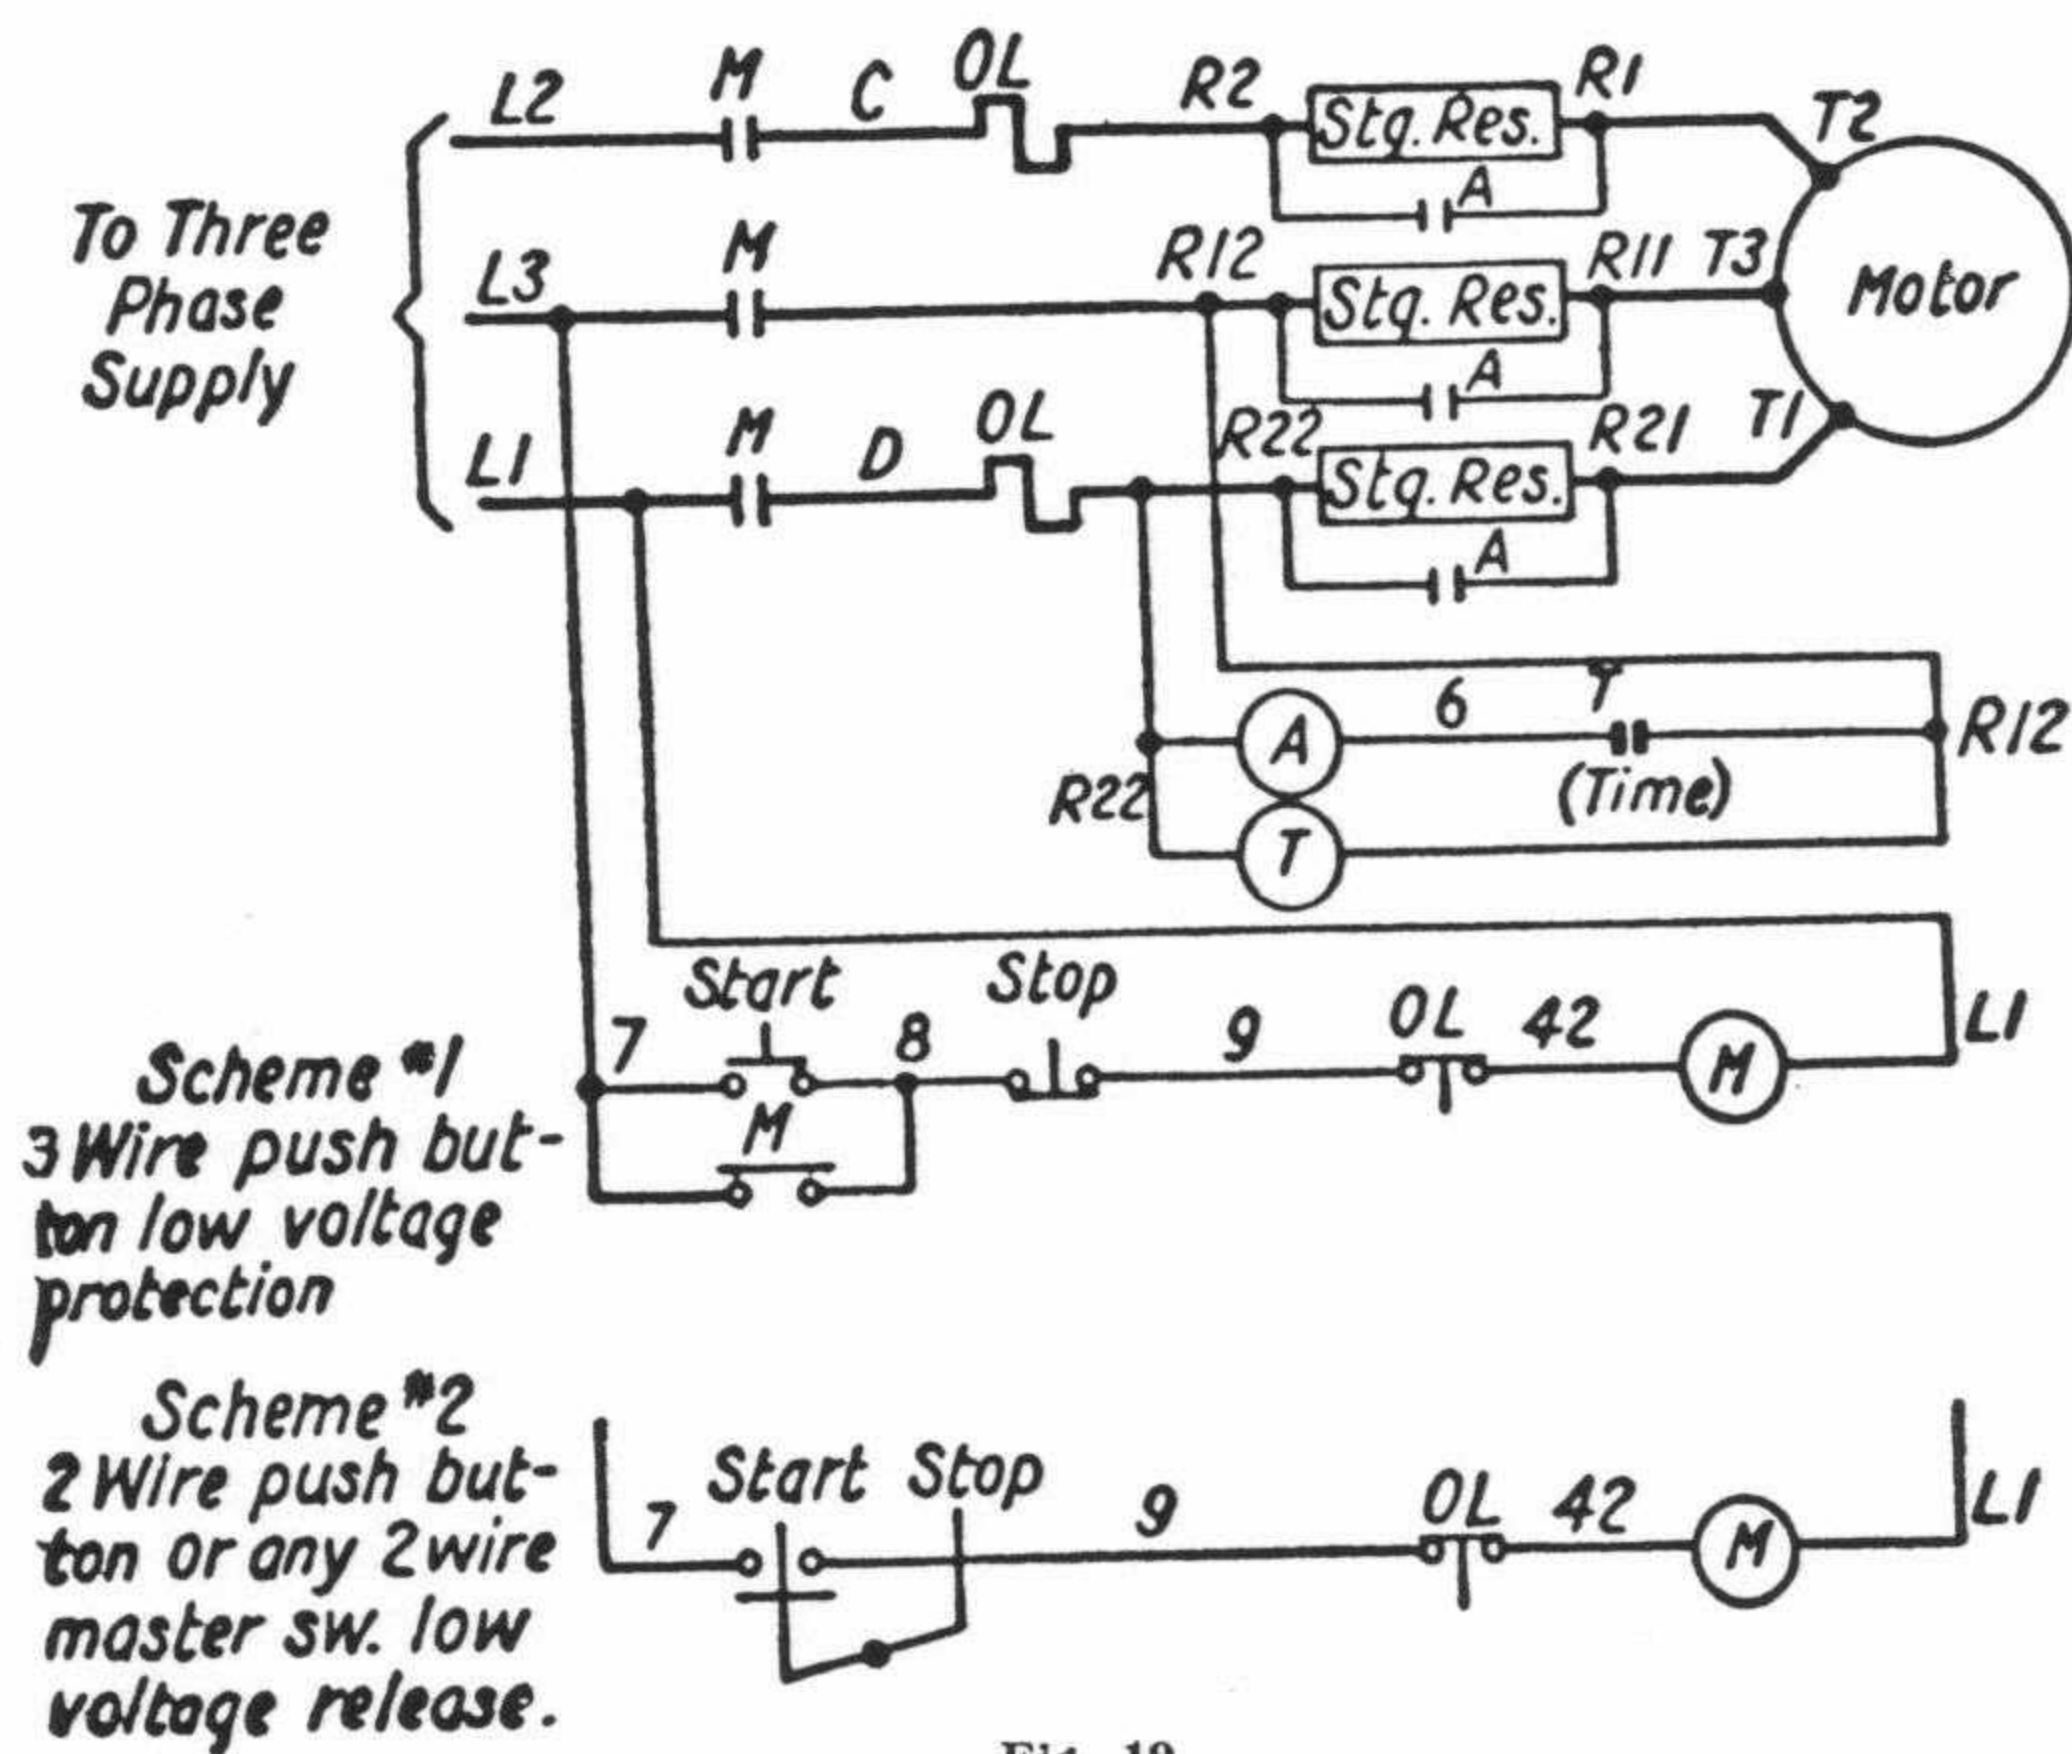 L2 M C OL R2 Stg. Res. R1 T2
A
To Three
Phase
Supply
L3 M R12 Stg. Res. R11 T3 Motor
A
L1 M D OL R22 Stg. Res. R21 T1
A
A 6 T R12
(Time)
R22
T
Start Stop
7 8 9 OL 42 M L1
M
Scheme #1
3 Wire push but-
ton low voltage
protection
Scheme #2
2 Wire push but-
ton or any 2 wire
master sw. low
voltage release.
Start Stop
7 9 OL 42 M L1